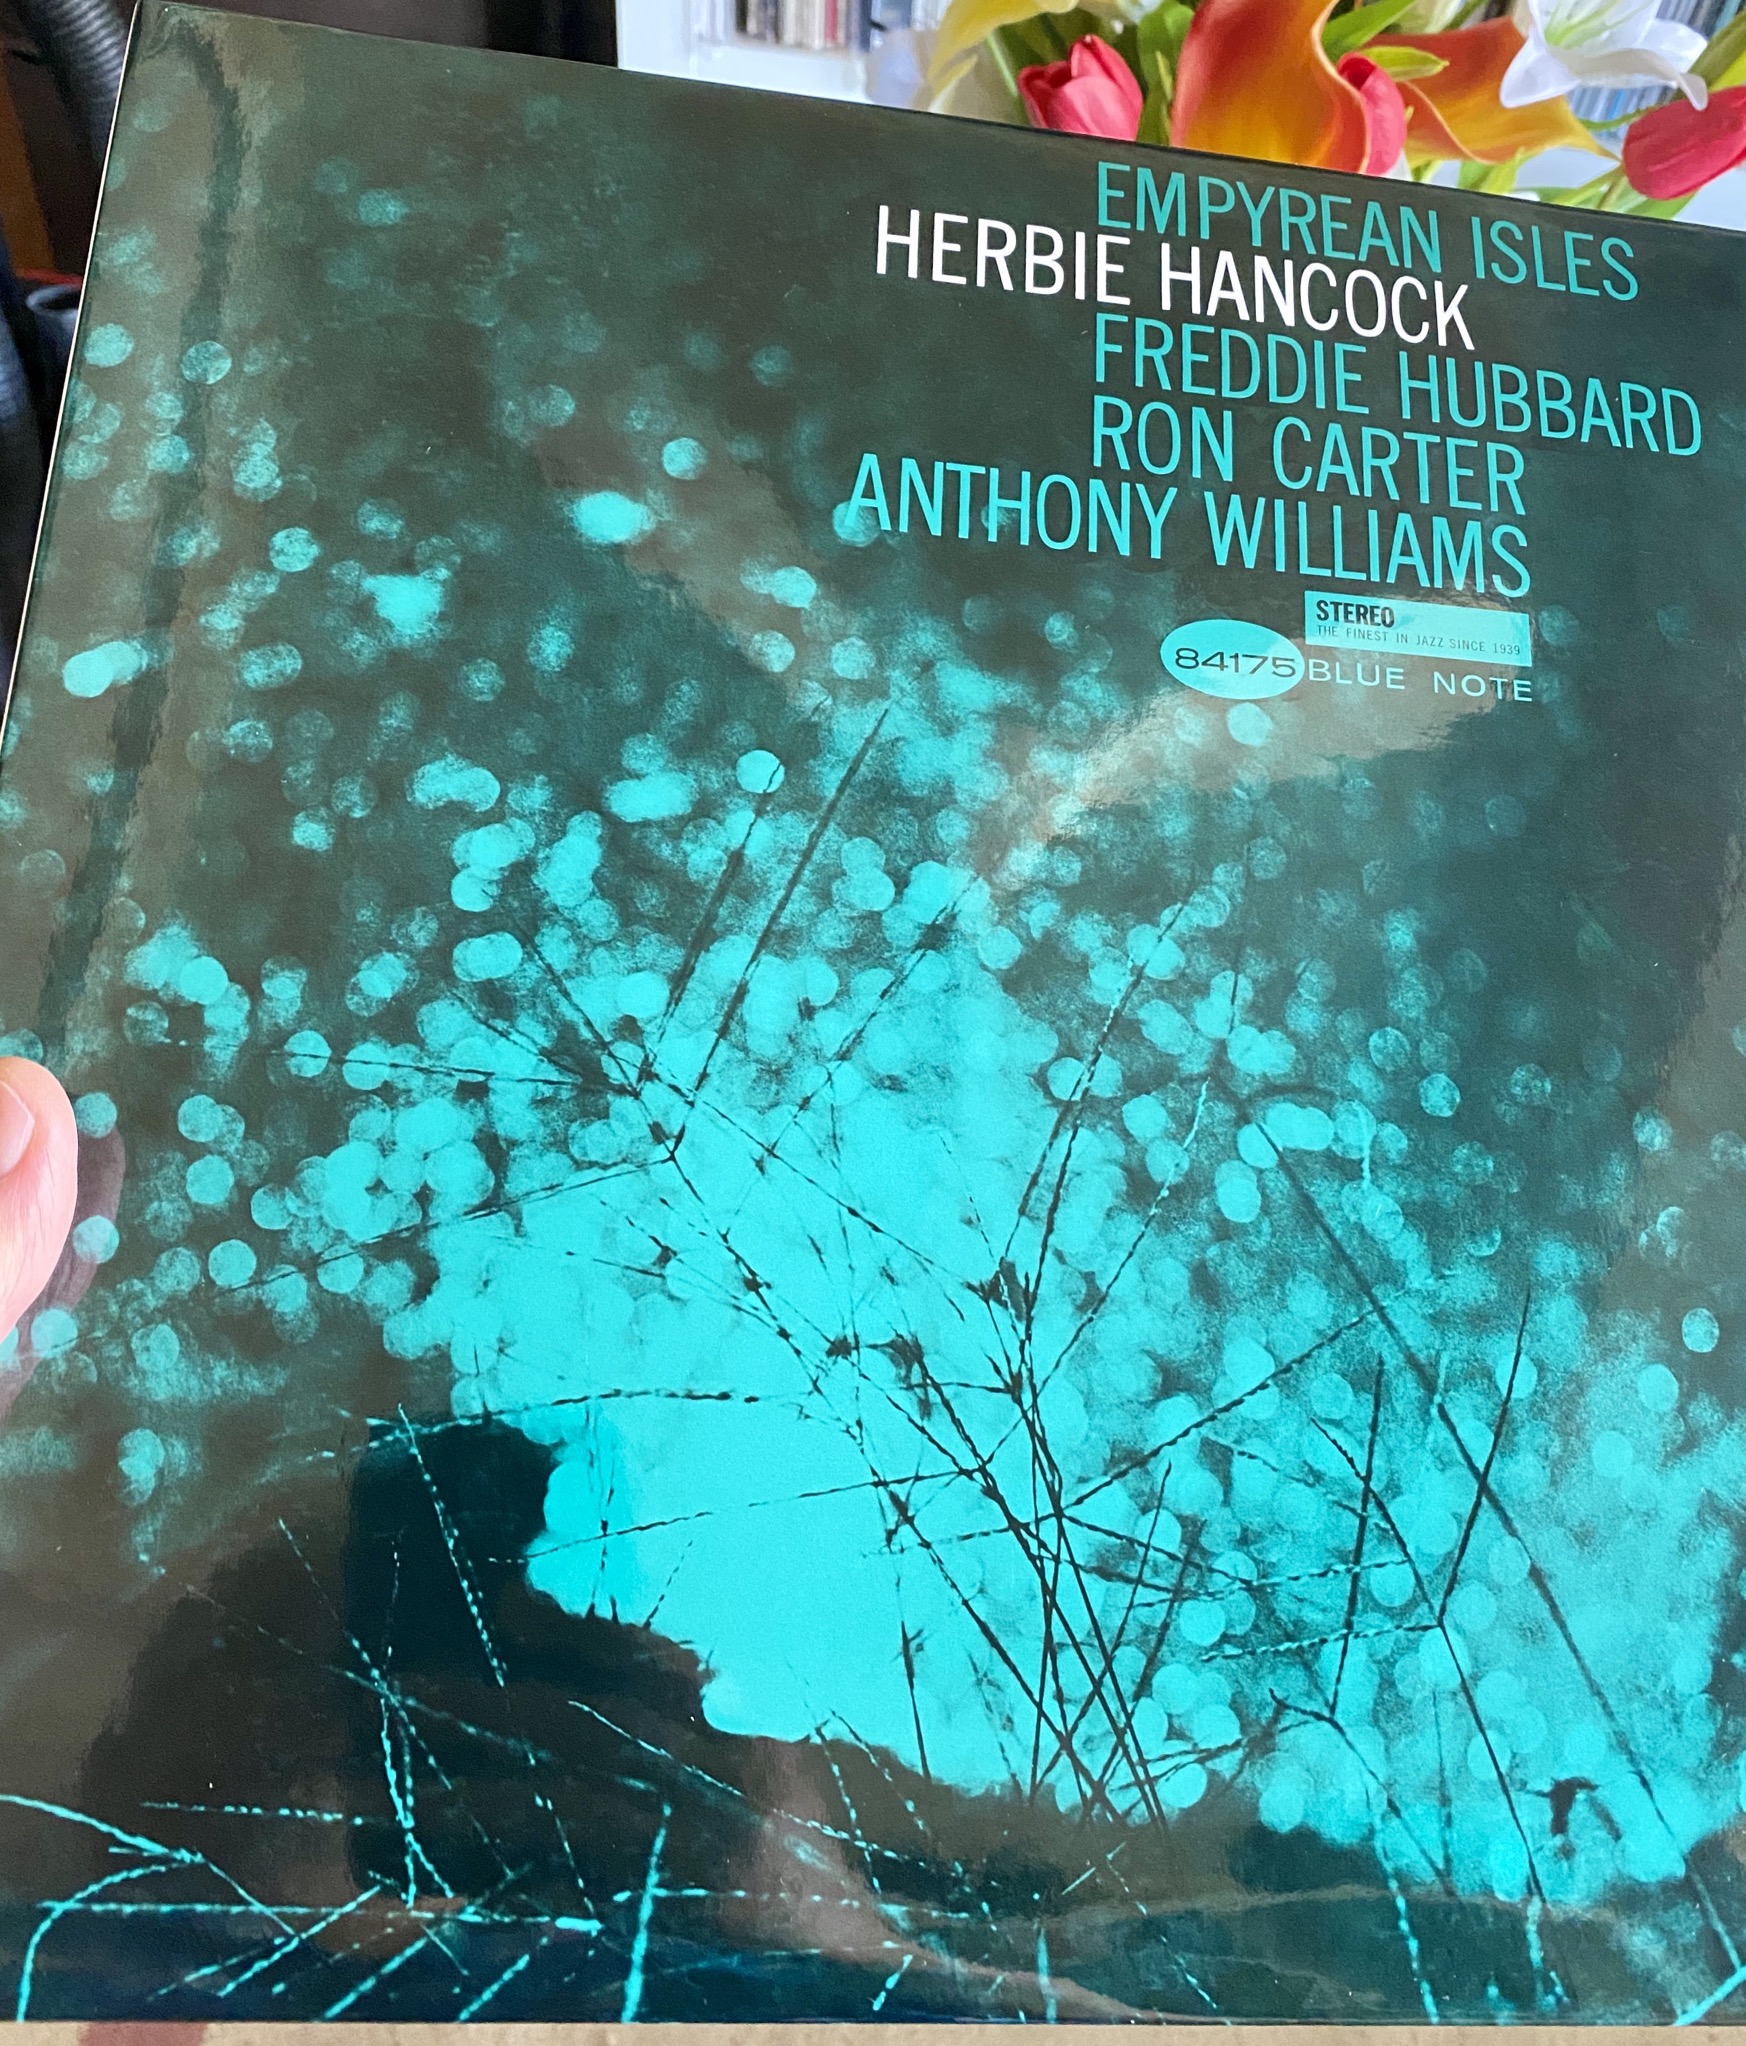 EMPYREAN ISLES
HERBIE HANCOCK
FREDDIE HUBBARD
RON CARTER
ANTHONY WILLIAMS
STEREO
THE FINEST IN JAZZ SINCE 1939
84175 BLUE NOTE